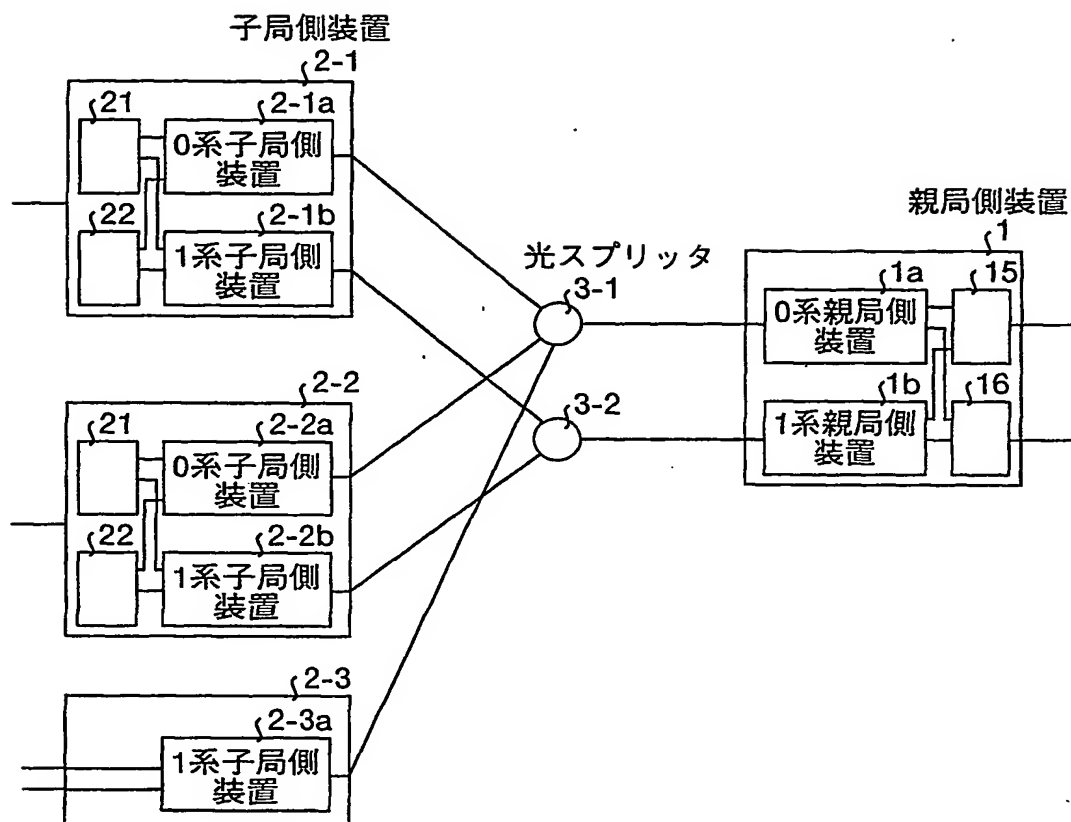 子局側装置
2-1
21
2-1a
0系子局側
装置
22
2-1b
1系子局側
装置
2-2
21
2-2a
0系子局側
装置
22
2-2b
1系子局側
装置
2-3
2-3a
1系子局側
装置
光スプリッタ
3-1
3-2
親局側装置
1
1a
15
0系親局側
装置
1b
16
1系親局側
装置